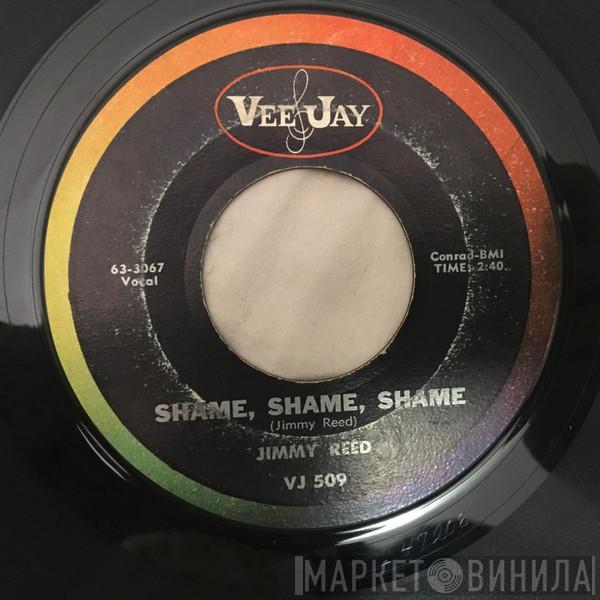 VEE JAY
63-3067
Vocal
Conrad-BMI
TIME: 2:40
SHAME, SHAME, SHAME
(Jimmy Reed)
JIMMY REED
VJ 509
МАРКЕТ ВИНИЛА